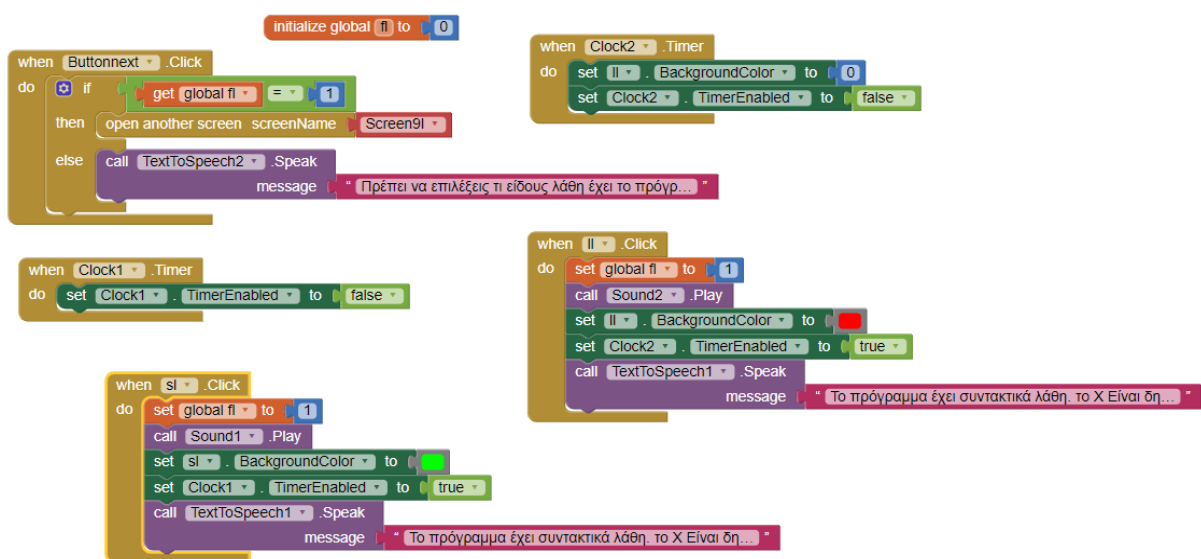 initialize global fl to 0
when Buttonnext .Click
do if get global fl = 1
then open another screen screenName Screen9l
else call TextToSpeech2 .Speak
message " Πρέπει να επιλέξεις τι είδους λάθη έχει το πρόγρ… "
when Clock2 .Timer
do set ll . BackgroundColor to 0
set Clock2 . TimerEnabled to false
when Clock1 .Timer
do set Clock1 . TimerEnabled to false
when ll .Click
do set global fl to 1
call Sound2 .Play
set ll . BackgroundColor to
set Clock2 . TimerEnabled to true
call TextToSpeech1 .Speak
message " Το πρόγραμμα έχει συντακτικά λάθη. το Χ Είναι δη… "
when sl .Click
do set global fl to 1
call Sound1 .Play
set sl . BackgroundColor to
set Clock1 . TimerEnabled to true
call TextToSpeech1 .Speak
message " Το πρόγραμμα έχει συντακτικά λάθη. το Χ Είναι δη… "